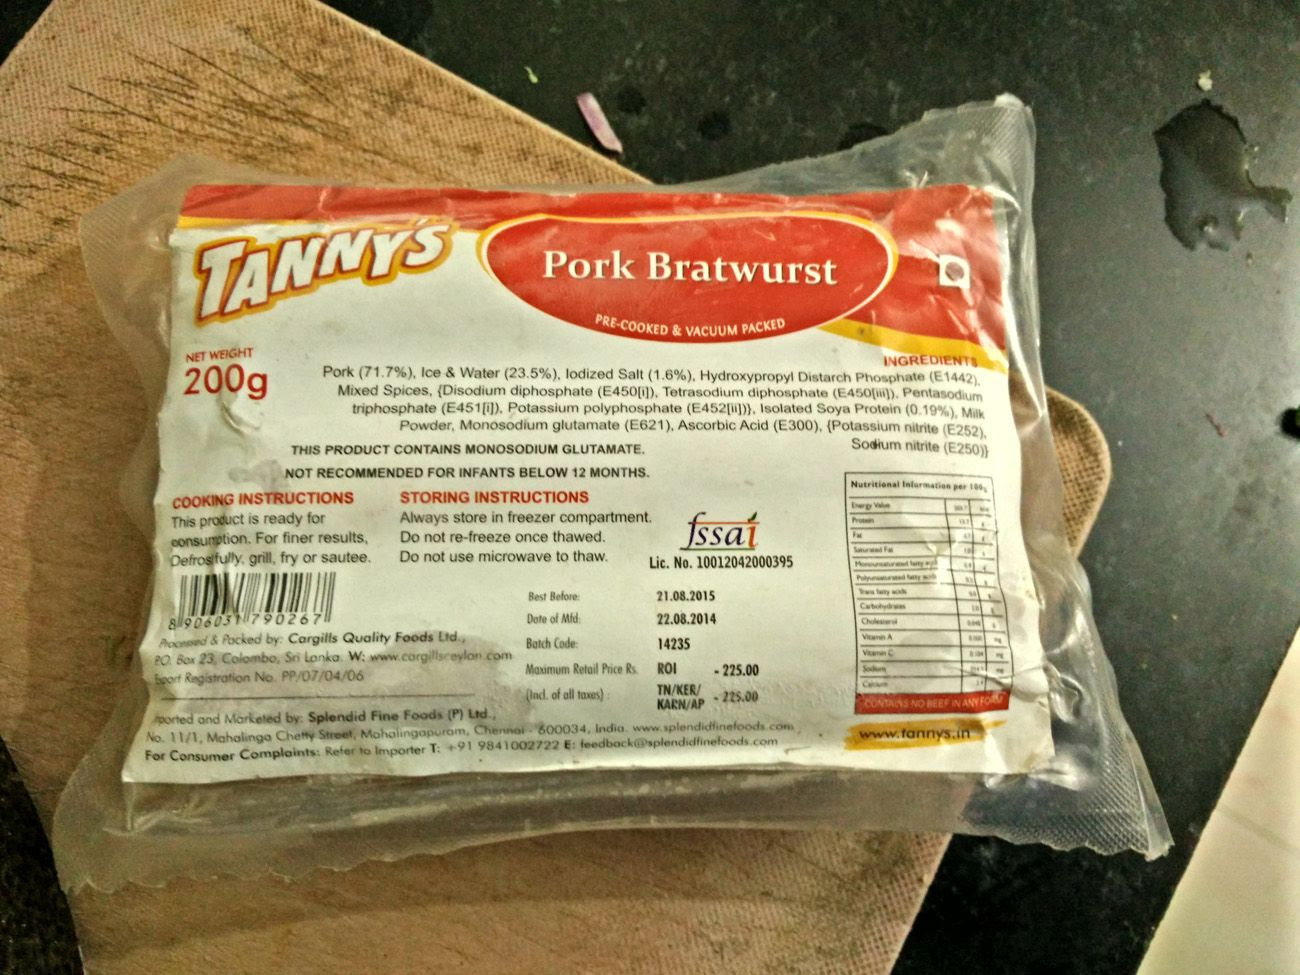 TANNY'S
Pork Bratwurst
PRE-COOKED & VACUUM PACKED
NET WEIGHT
200g
INGREDIENTS
Pork (71.7%), Ice & Water (23.5%), Iodized Salt (1.6%), Hydroxypropyl Distarch Phosphate (E1442),
Mixed Spices, {Disodium diphosphate (E450[i]), Tetrasodium diphosphate (E450[iii]), Pentasodium
triphosphate (E451[i]), Potassium polyphosphate (E452[ii])}, Isolated Soya Protein (0.19%), Milk
Powder, Monosodium glutamate (E621), Ascorbic Acid (E300), {Potassium nitrite (E252),
Sodium nitrite (E250)}
THIS PRODUCT CONTAINS MONOSODIUM GLUTAMATE.
NOT RECOMMENDED FOR INFANTS BELOW 12 MONTHS.
COOKING INSTRUCTIONS
This product is ready for
consumption. For finer results,
Defrost fully, grill, fry or sautee.
STORING INSTRUCTIONS
Always store in freezer compartment.
Do not re-freeze once thawed.
Do not use microwave to thaw.
fssai
Lic. No. 10012042000395
8 906031 790267
Best Before: 21.08.2015
Date of Mfd: 22.08.2014
Batch Code: 14235
Maximum Retail Price Rs. ROI - 225.00
(Incl. of all taxes) : TN/KER/
KARN/AP - 225.00
Processed & Packed by: Cargills Quality Foods Ltd.,
P.O. Box 23, Colombo, Sri Lanka. W: www.cargillsceylon.com
Export Registration No. PP/07/04/06
Imported and Marketed by: Splendid Fine Foods (P) Ltd.,
No. 11/1, Mahalinga Chetty Street, Mahalingapuram, Chennai - 600034, India. www.splendidfinefoods.com
For Consumer Complaints: Refer to Importer T: +91 9841002722 E: feedback@splendidfinefoods.com
Nutritional Information per 100g
Energy Value
Protein
Fat
Saturated Fat
Monounsaturated fatty acid
Polyunsaturated fatty acids
Trans fatty acids
Carbohydrates
Cholesterol
Vitamin A
Vitamin C
Sodium
Calcium
CONTAINS NO BEEF IN ANY FORM
www.tannys.in